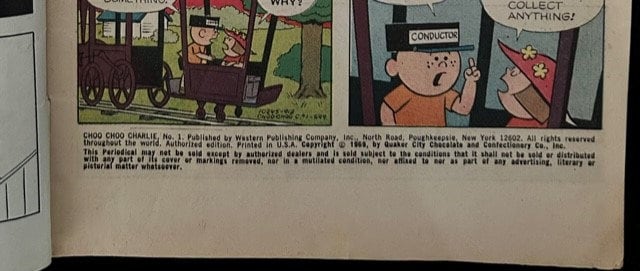 SOMETHING.
WHY?
COLLECT
ANYTHING!
CONDUCTOR
CHOO CHOO CHARLIE, No. 1. Published by Western Publishing Company, Inc., North Road, Poughkeepsie, New York 12602. All rights reserved
throughout the world. Authorized edition. Printed in U.S.A. Copyright © 1969, by Quaker City Chocolate and Confectionery Co., Inc.
This Periodical may not be sold except by authorized dealers and is sold subject to the conditions that it shall not be sold or distributed
with any part of its cover or markings removed, nor in a mutilated condition, nor affixed to nor as part of any advertising, literary or
pictorial matter whatsoever.